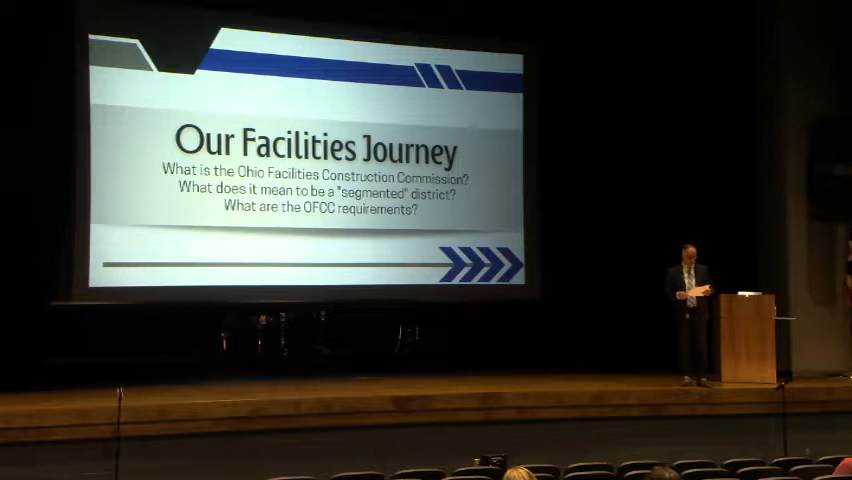 Our Facilities Journey
What is the Ohio Facilities Construction Commission?
What does it mean to be a "segmented" district?
What are the OFCC requirements?